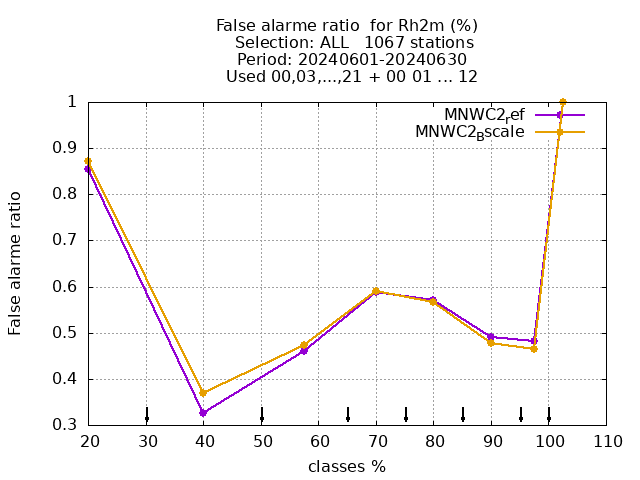 False alarme ratio  for Rh2m (%)
Selection: ALL   1067 stations
Period: 20240601-20240630
Used 00,03,...,21 + 00 01 ... 12
MNWC2ref
MNWC2Bscale
1
0.9
0.8
0.7
0.6
0.5
0.4
0.3
False alarme ratio
20 30 40 50 60 70 80 90 100 110
classes %